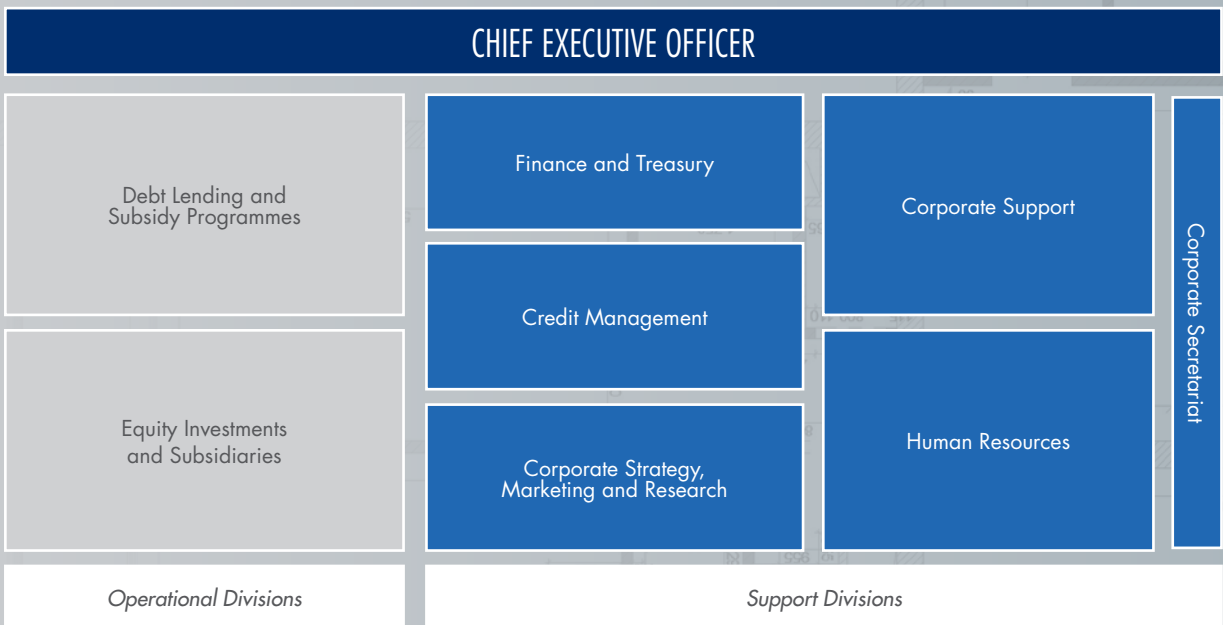 CHIEF EXECUTIVE OFFICER
Debt Lending and
Subsidy Programmes
Equity Investments
and Subsidiaries
Operational Divisions
Finance and Treasury
Credit Management
Corporate Strategy,
Marketing and Research
Corporate Support
Human Resources
Corporate Secretariat
Support Divisions